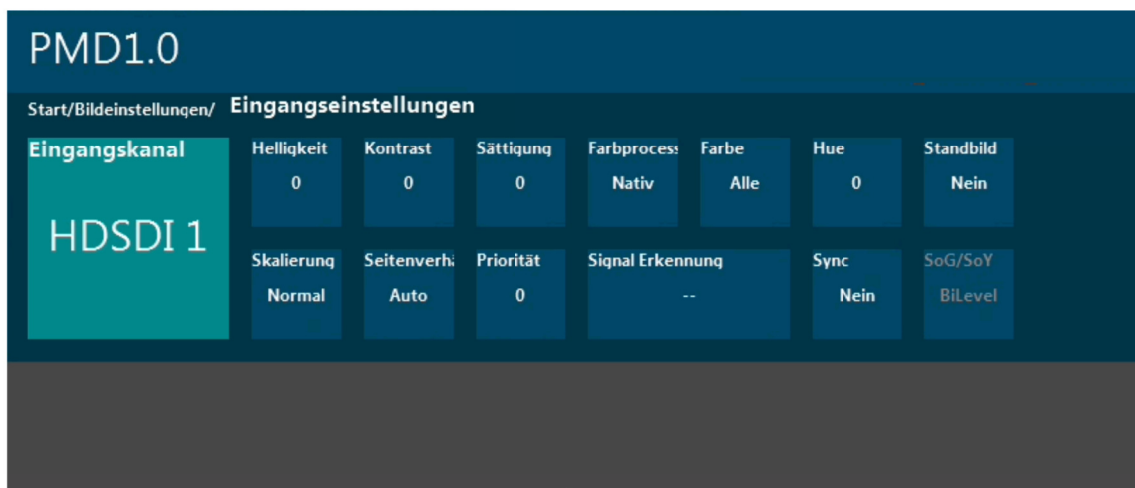 PMD1.0
Start/Bildeinstellungen/ Eingangseinstellungen
Eingangskanal
HDSDI 1
Helligkeit Kontrast Sättigung Farbprocess Farbe Hue Standbild
0 0 0 Nativ Alle 0 Nein
Skalierung Seitenverhä Priorität Signal Erkennung Sync SoG/SoY
Normal Auto 0 -- Nein BiLevel